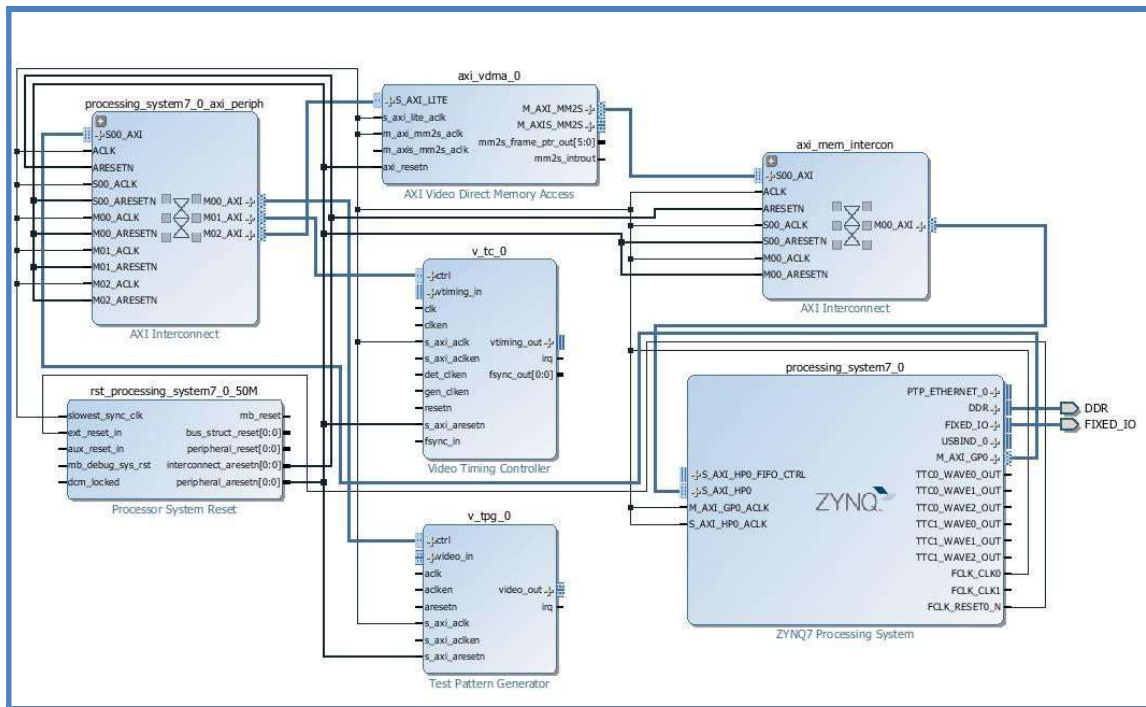 processing_system7_0_axi_periph
S00_AXI
ACLK
ARESETN
S00_ACLK
S00_ARESETN
M00_ACLK
M00_ARESETN
M01_ACLK
M01_ARESETN
M02_ACLK
M02_ARESETN
M00_AXI
M01_AXI
M02_AXI
AXI Interconnect
axi_vdma_0
S_AXI_LITE
s_axi_lite_aclk
m_axi_mm2s_aclk
m_axis_mm2s_aclk
axi_resetn
M_AXI_MM2S
M_AXIS_MM2S
mm2s_frame_ptr_out[5:0]
mm2s_introut
AXI Video Direct Memory Access
axi_mem_intercon
S00_AXI
ACLK
ARESETN
S00_ACLK
S00_ARESETN
M00_ACLK
M00_ARESETN
M00_AXI
AXI Interconnect
v_tc_0
ctrl
vtiming_in
clk
clken
s_axi_aclk
s_axi_aclken
det_clken
gen_clken
resetn
s_axi_aresetn
fsync_in
vtiming_out
irq
fsync_out[0:0]
Video Timing Controller
rst_processing_system7_0_50M
slowest_sync_clk
ext_reset_in
aux_reset_in
mb_debug_sys_rst
dcm_locked
mb_reset
bus_struct_reset[0:0]
peripheral_reset[0:0]
interconnect_aresetn[0:0]
peripheral_aresetn[0:0]
Processor System Reset
v_tpg_0
ctrl
video_in
aclk
aclken
aresetn
s_axi_aclk
s_axi_aclken
s_axi_aresetn
video_out
irq
Test Pattern Generator
processing_system7_0
S_AXI_HP0_FIFO_CTRL
S_AXI_HP0
M_AXI_GP0_ACLK
S_AXI_HP0_ACLK
ZYNQ
PTP_ETHERNET_0
DDR
FIXED_IO
USBIND_0
M_AXI_GP0
TTC0_WAVE0_OUT
TTC0_WAVE1_OUT
TTC0_WAVE2_OUT
TTC1_WAVE0_OUT
TTC1_WAVE1_OUT
TTC1_WAVE2_OUT
FCLK_CLK0
FCLK_CLK1
FCLK_RESET0_N
ZYNQ7 Processing System
DDR
FIXED_IO